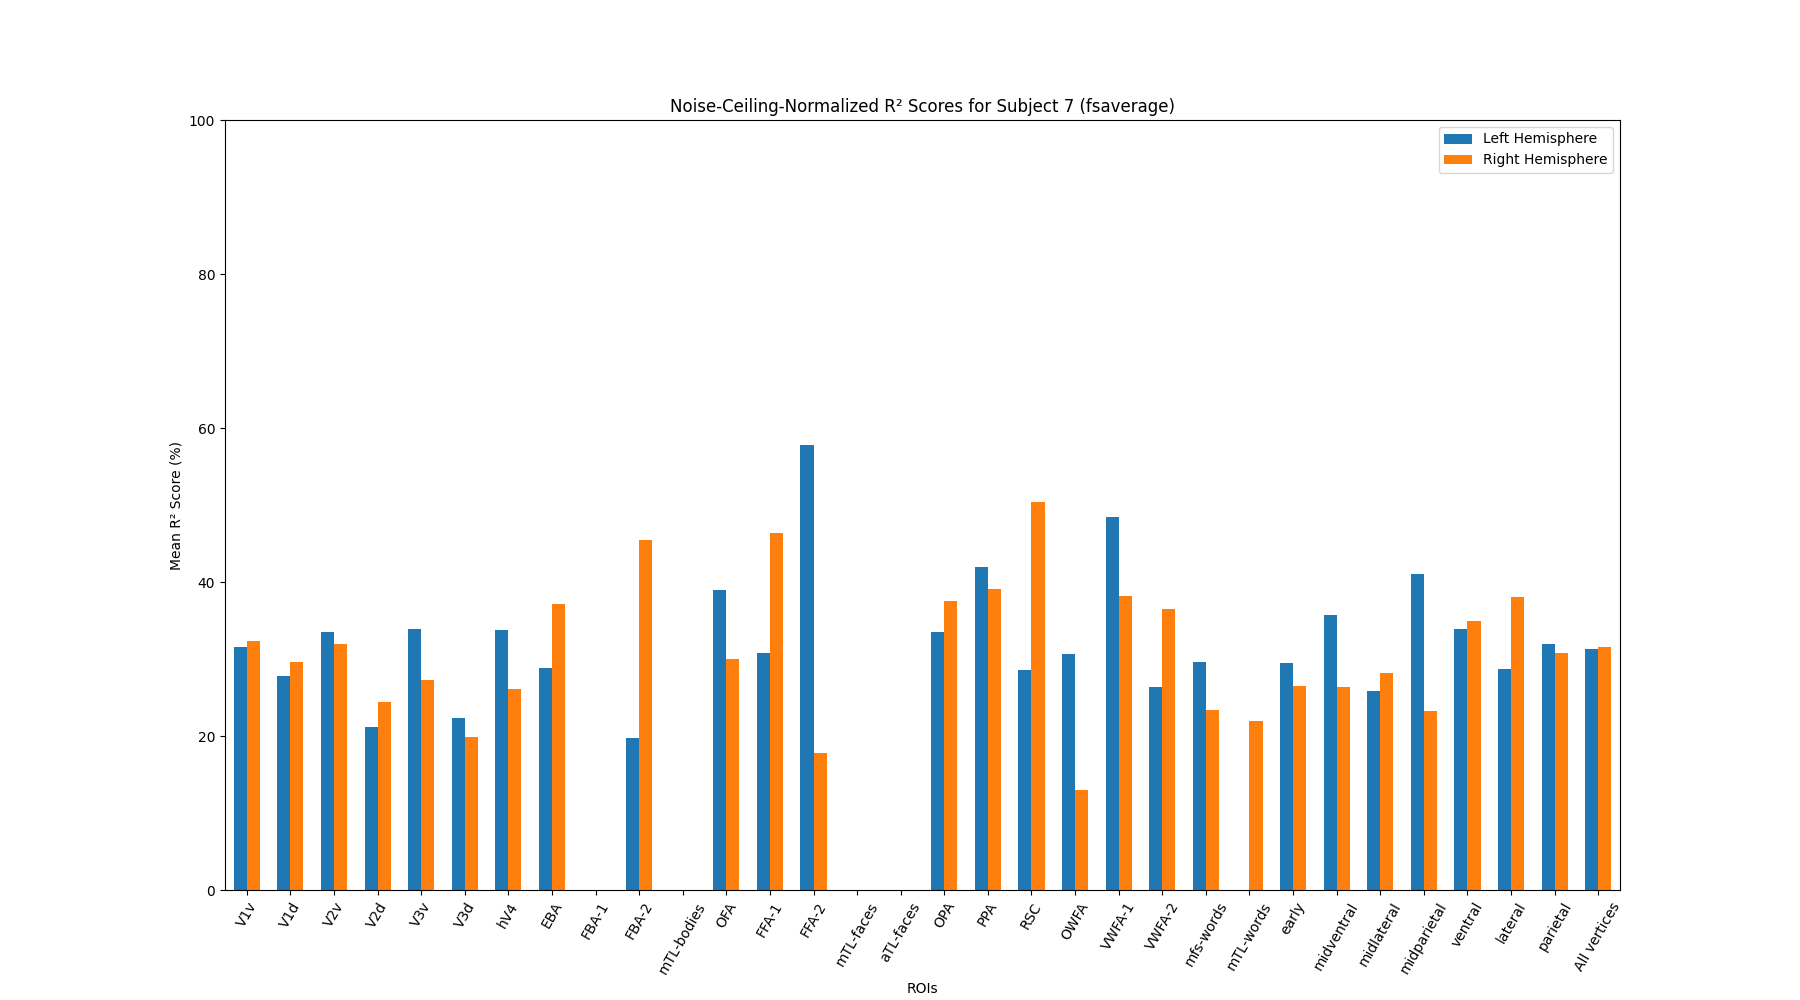 Noise-Ceiling-Normalized R² Scores for Subject 7 (fsaverage)
Left Hemisphere
Right Hemisphere
Mean R² Score (%)
100
80
60
40
20
0
V1v
V1d
V2v
V2d
V3v
V3d
hV4
EBA
FBA-1
FBA-2
mTL-bodies
OFA
FFA-1
FFA-2
mTL-faces
aTL-faces
OPA
PPA
RSC
OWFA
VWFA-1
VWFA-2
mfs-words
mTL-words
early
midventral
midlateral
midparietal
ventral
lateral
parietal
All vertices
ROIs